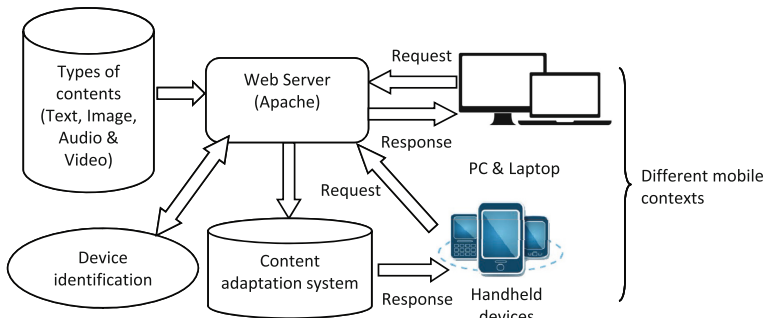 Types of
contents
(Text, Image,
Audio &
Video)
Web Server
(Apache)
Request
Response
PC & Laptop
Different mobile
contexts
Request
Device
identification
Content
adaptation system
Response
Handheld
devices